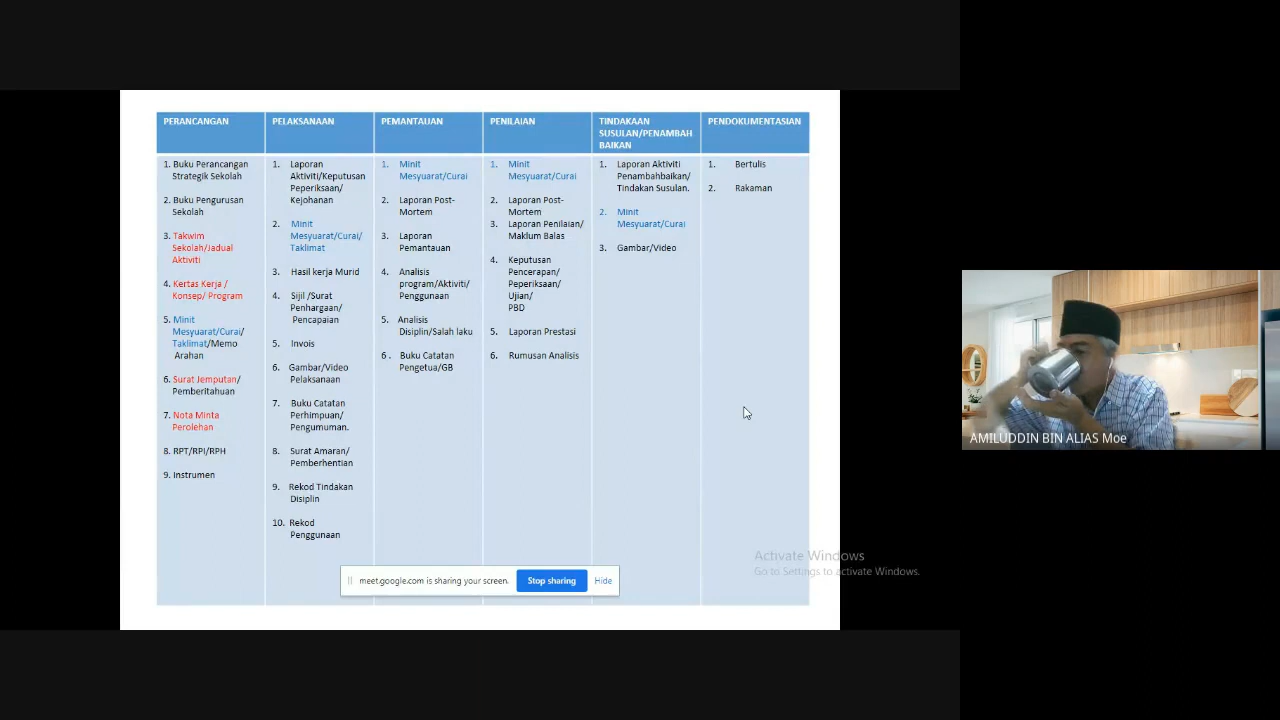 PERANCANGAN
1. Buku Perancangan
Strategik Sekolah
2. Buku Pengurusan
Sekolah
3. Takwim
Sekolah/Jadual
Aktiviti
4. Kertas Kerja /
Konsep/ Program
5. Minit
Mesyuarat/Curai/
Taklimat/Memo
Arahan
6. Surat Jemputan/
Pemberitahuan
7. Nota Minta
Perolehan
8. RPT/RPI/RPH
9. Instrumen
PELAKSANAAN
1. Laporan
Aktiviti/Keputusan
Peperiksaan/
Kejohanan
2. Minit
Mesyuarat/Curai/
Taklimat
3. Hasil kerja Murid
4. Sijil /Surat
Penhargaan/
Pencapaian
5. Invois
6. Gambar/Video
Pelaksanaan
7. Buku Catatan
Perhimpuan/
Pengumuman.
8. Surat Amaran/
Pemberhentian
9. Rekod Tindakan
Disiplin
10. Rekod
Penggunaan
PEMANTAUAN
1. Minit
Mesyuarat/Curai
2. Laporan Post-
Mortem
3. Laporan
Pemantauan
4. Analisis
program/Aktiviti/
Penggunaan
5. Analisis
Disiplin/Salah laku
6 . Buku Catatan
Pengetua/GB
PENILAIAN
1. Minit
Mesyuarat/Curai
2. Laporan Post-
Mortem
3. Laporan Penilaian/
Maklum Balas
4. Keputusan
Pencerapan/
Peperiksaan/
Ujian/
PBD
5. Laporan Prestasi
6. Rumusan Analisis
TINDAKAAN
SUSULAN/PENAMBAH
BAIKAN
1. Laporan Aktiviti
Penambahbaikan/
Tindakan Susulan.
2. Minit
Mesyuarat/Curai
3. Gambar/Video
PENDOKUMENTASIAN
1. Bertulis
2. Rakaman
AMILUDDIN BIN ALIAS Moe
Activate Windows
Go to Settings to activate Windows.
meet.google.com is sharing your screen.
Stop sharing
Hide